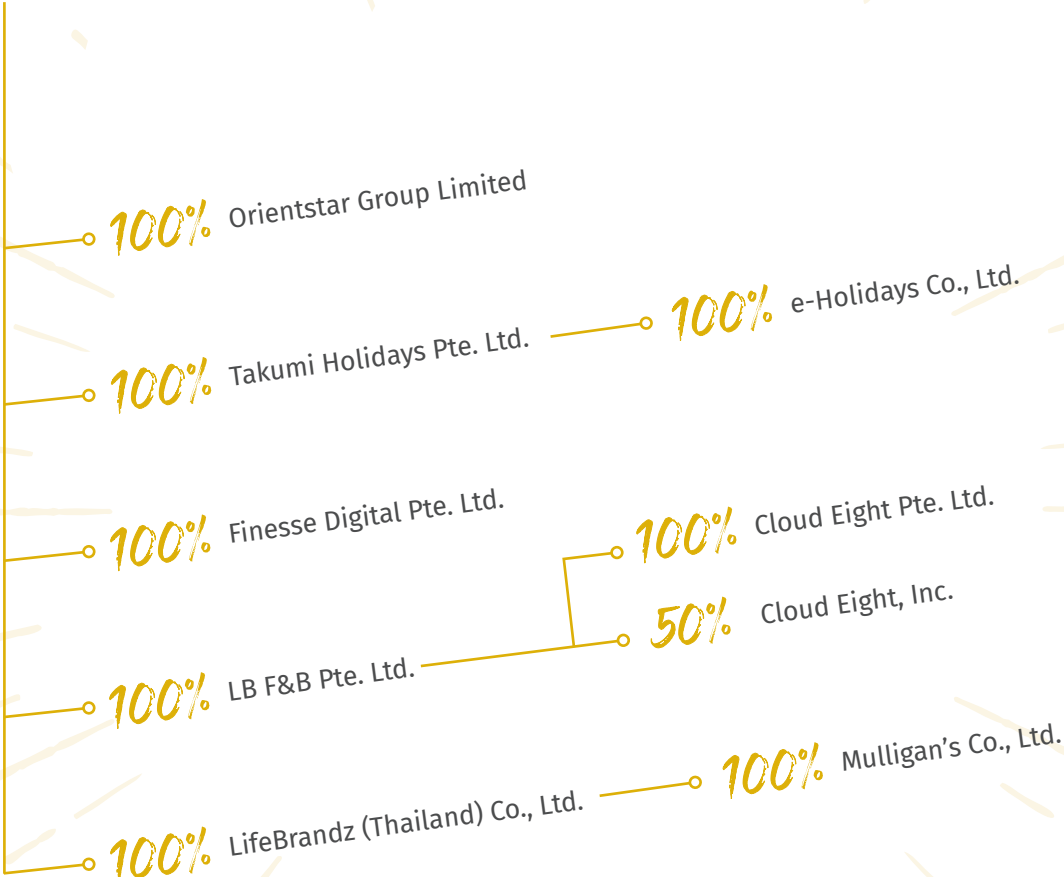 100% Orientstar Group Limited
100% Takumi Holidays Pte. Ltd.
100% e-Holidays Co., Ltd.
100% Finesse Digital Pte. Ltd.
100% LB F&B Pte. Ltd.
100% Cloud Eight Pte. Ltd.
50% Cloud Eight, Inc.
100% LifeBrandz (Thailand) Co., Ltd.
100% Mulligan’s Co., Ltd.